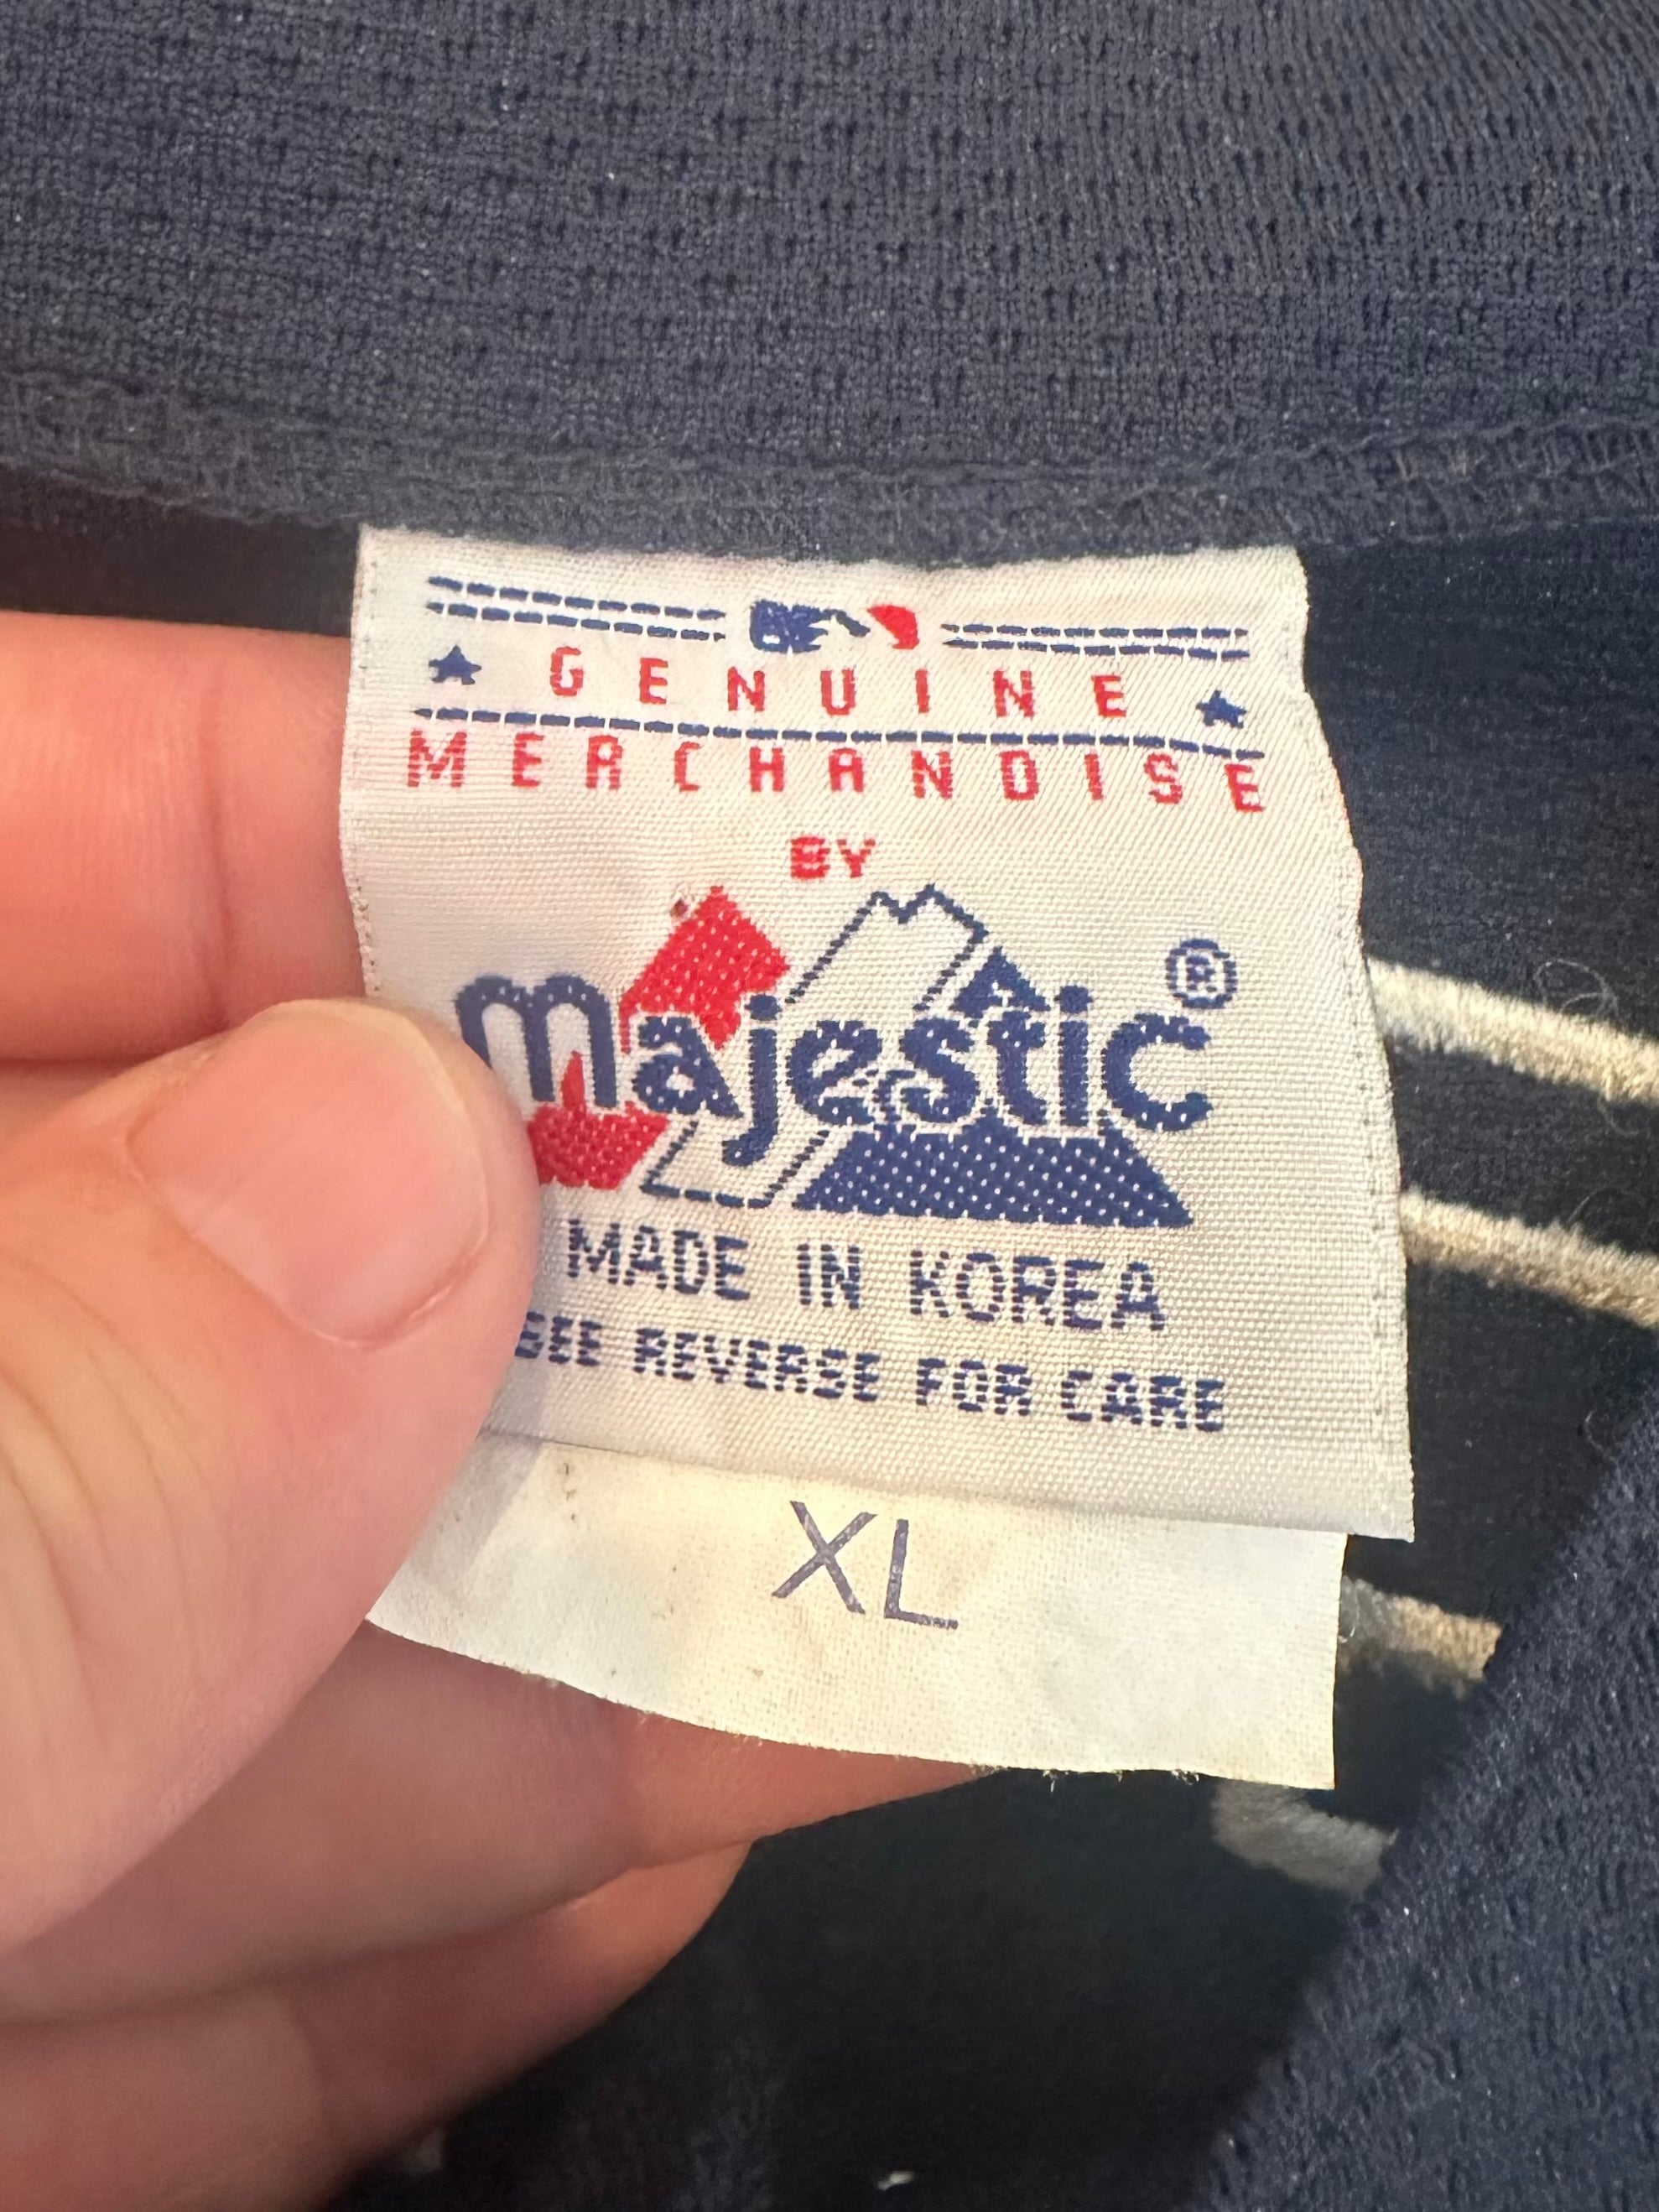 GENUINE
MERCHANDISE
BY
majestic®
MADE IN KOREA
SEE REVERSE FOR CARE
XL